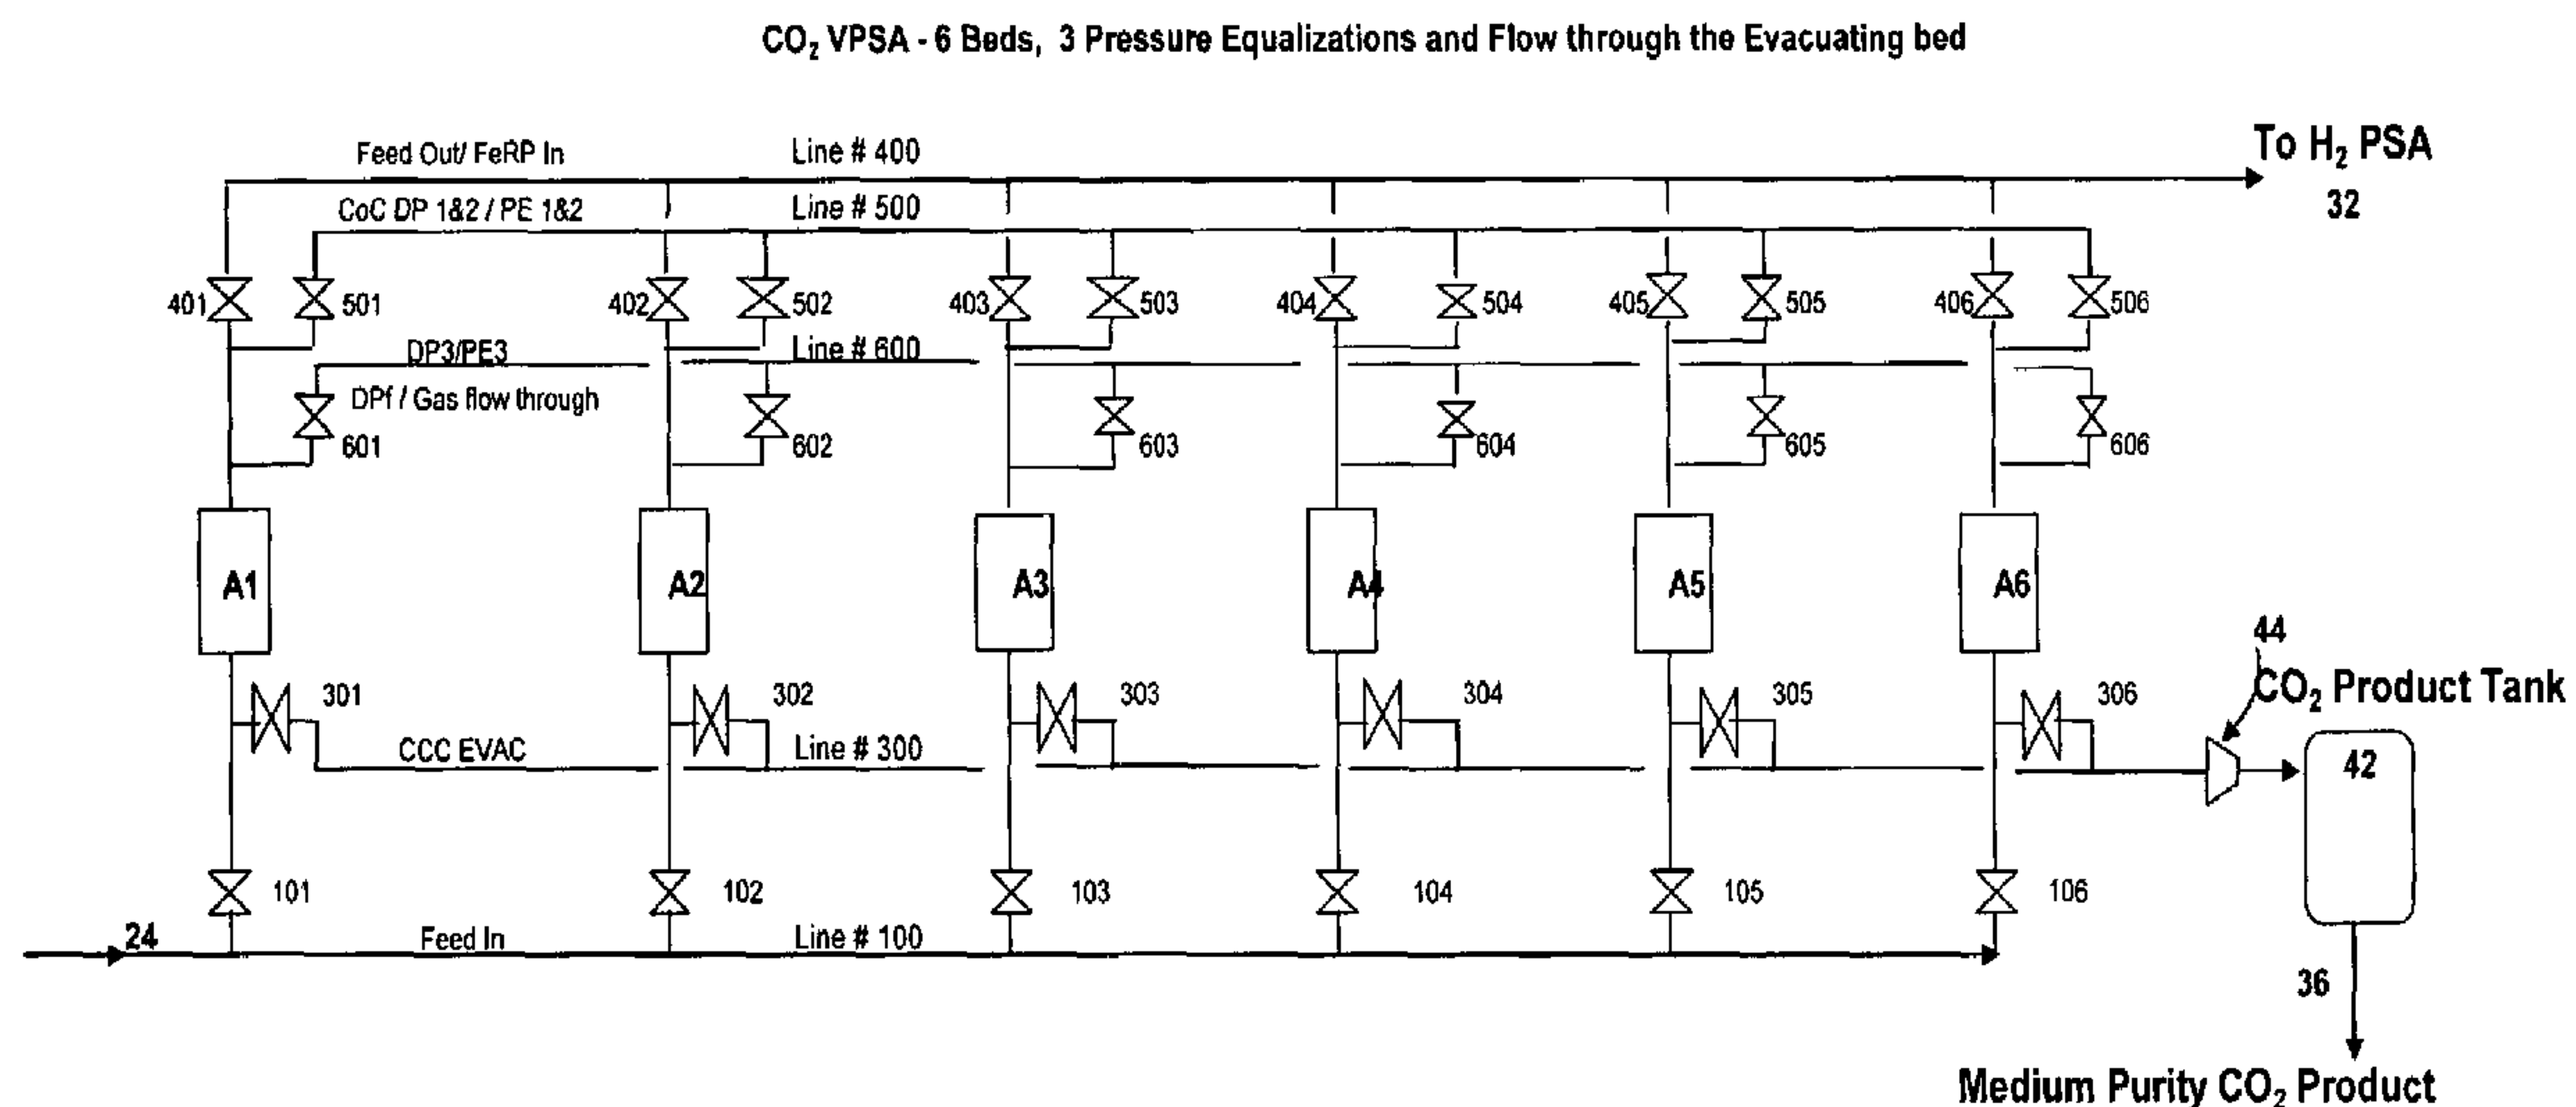 CO₂ VPSA - 6 Beds, 3 Pressure Equalizations and Flow through the Evacuating bed
Feed Out/ FeRP In
Line # 400
To H₂ PSA
32
CoC DP 1&2 / PE 1&2
Line # 500
401
501
402
502
403
503
404
504
405
505
406
506
DP3/PE3
Line # 600
DPf / Gas flow through
601
602
603
604
605
606
A1
A2
A3
A4
A5
A6
44
CO₂ Product Tank
301
302
303
304
305
306
CCC EVAC
Line # 300
42
101
102
103
104
105
106
24
Feed In
Line # 100
36
Medium Purity CO₂ Product